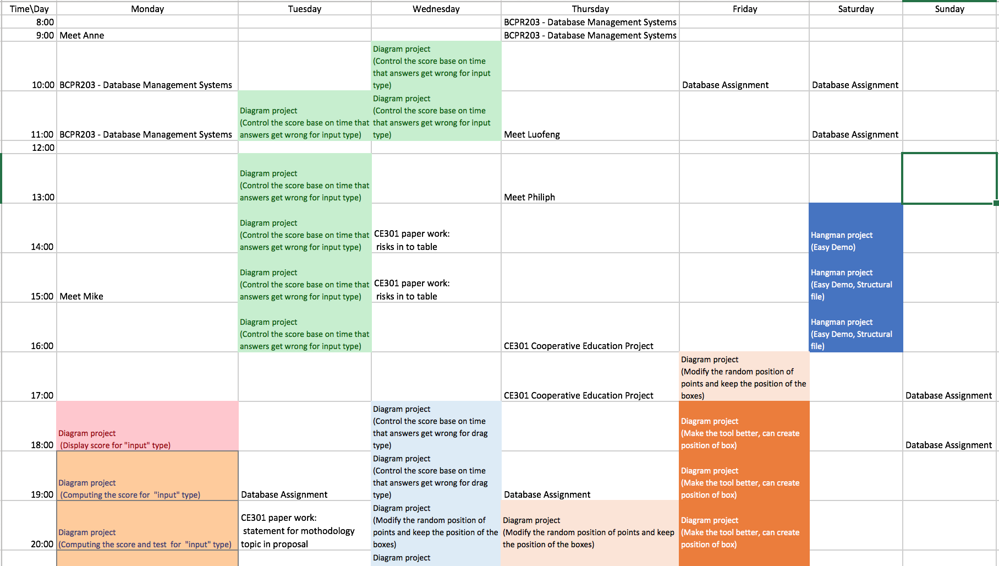 Time\Day Monday Tuesday Wednesday Thursday Friday Saturday Sunday
8:00 BCPR203 - Database Management Systems
9:00 Meet Anne BCPR203 - Database Management Systems
10:00 BCPR203 - Database Management Systems
Diagram project
(Control the score base on time
that answers get wrong for input
type)
Database Assignment
Database Assignment
11:00 BCPR203 - Database Management Systems
Diagram project
(Control the score base on time that
answers get wrong for input type)
Diagram project
(Control the score base on time
that answers get wrong for input
type)
Meet Luofeng
Database Assignment
12:00
13:00
Diagram project
(Control the score base on time that
answers get wrong for input type)
Meet Philiph
14:00
Diagram project
(Control the score base on time that
answers get wrong for input type)
CE301 paper work:
risks in to table
Hangman project
(Easy Demo)
15:00 Meet Mike
Diagram project
(Control the score base on time that
answers get wrong for input type)
CE301 paper work:
risks in to table
Hangman project
(Easy Demo, Structural
file)
16:00
Diagram project
(Control the score base on time that
answers get wrong for input type)
CE301 Cooperative Education Project
Hangman project
(Easy Demo, Structural
file)
17:00
CE301 Cooperative Education Project
Diagram project
(Modify the random position of
points and keep the position of the
boxes)
Database Assignment
18:00
Diagram project
(Display score for "input" type)
Diagram project
(Control the score base on time
that answers get wrong for drag
type)
Diagram project
(Make the tool better, can create
position of box)
Database Assignment
19:00
Diagram project
(Computing the score for "input" type)
Database Assignment
Diagram project
(Control the score base on time
that answers get wrong for drag
type)
Database Assignment
Diagram project
(Make the tool better, can create
position of box)
20:00
Diagram project
(Computing the score and test for "input" type)
CE301 paper work:
statement for mothodology
topic in proposal
Diagram project
(Modify the random position of
points and keep the position of the
boxes)
Diagram project
(Modify the random position of points and keep
the position of the boxes)
Diagram project
(Make the tool better, can create
position of box)
Diagram project